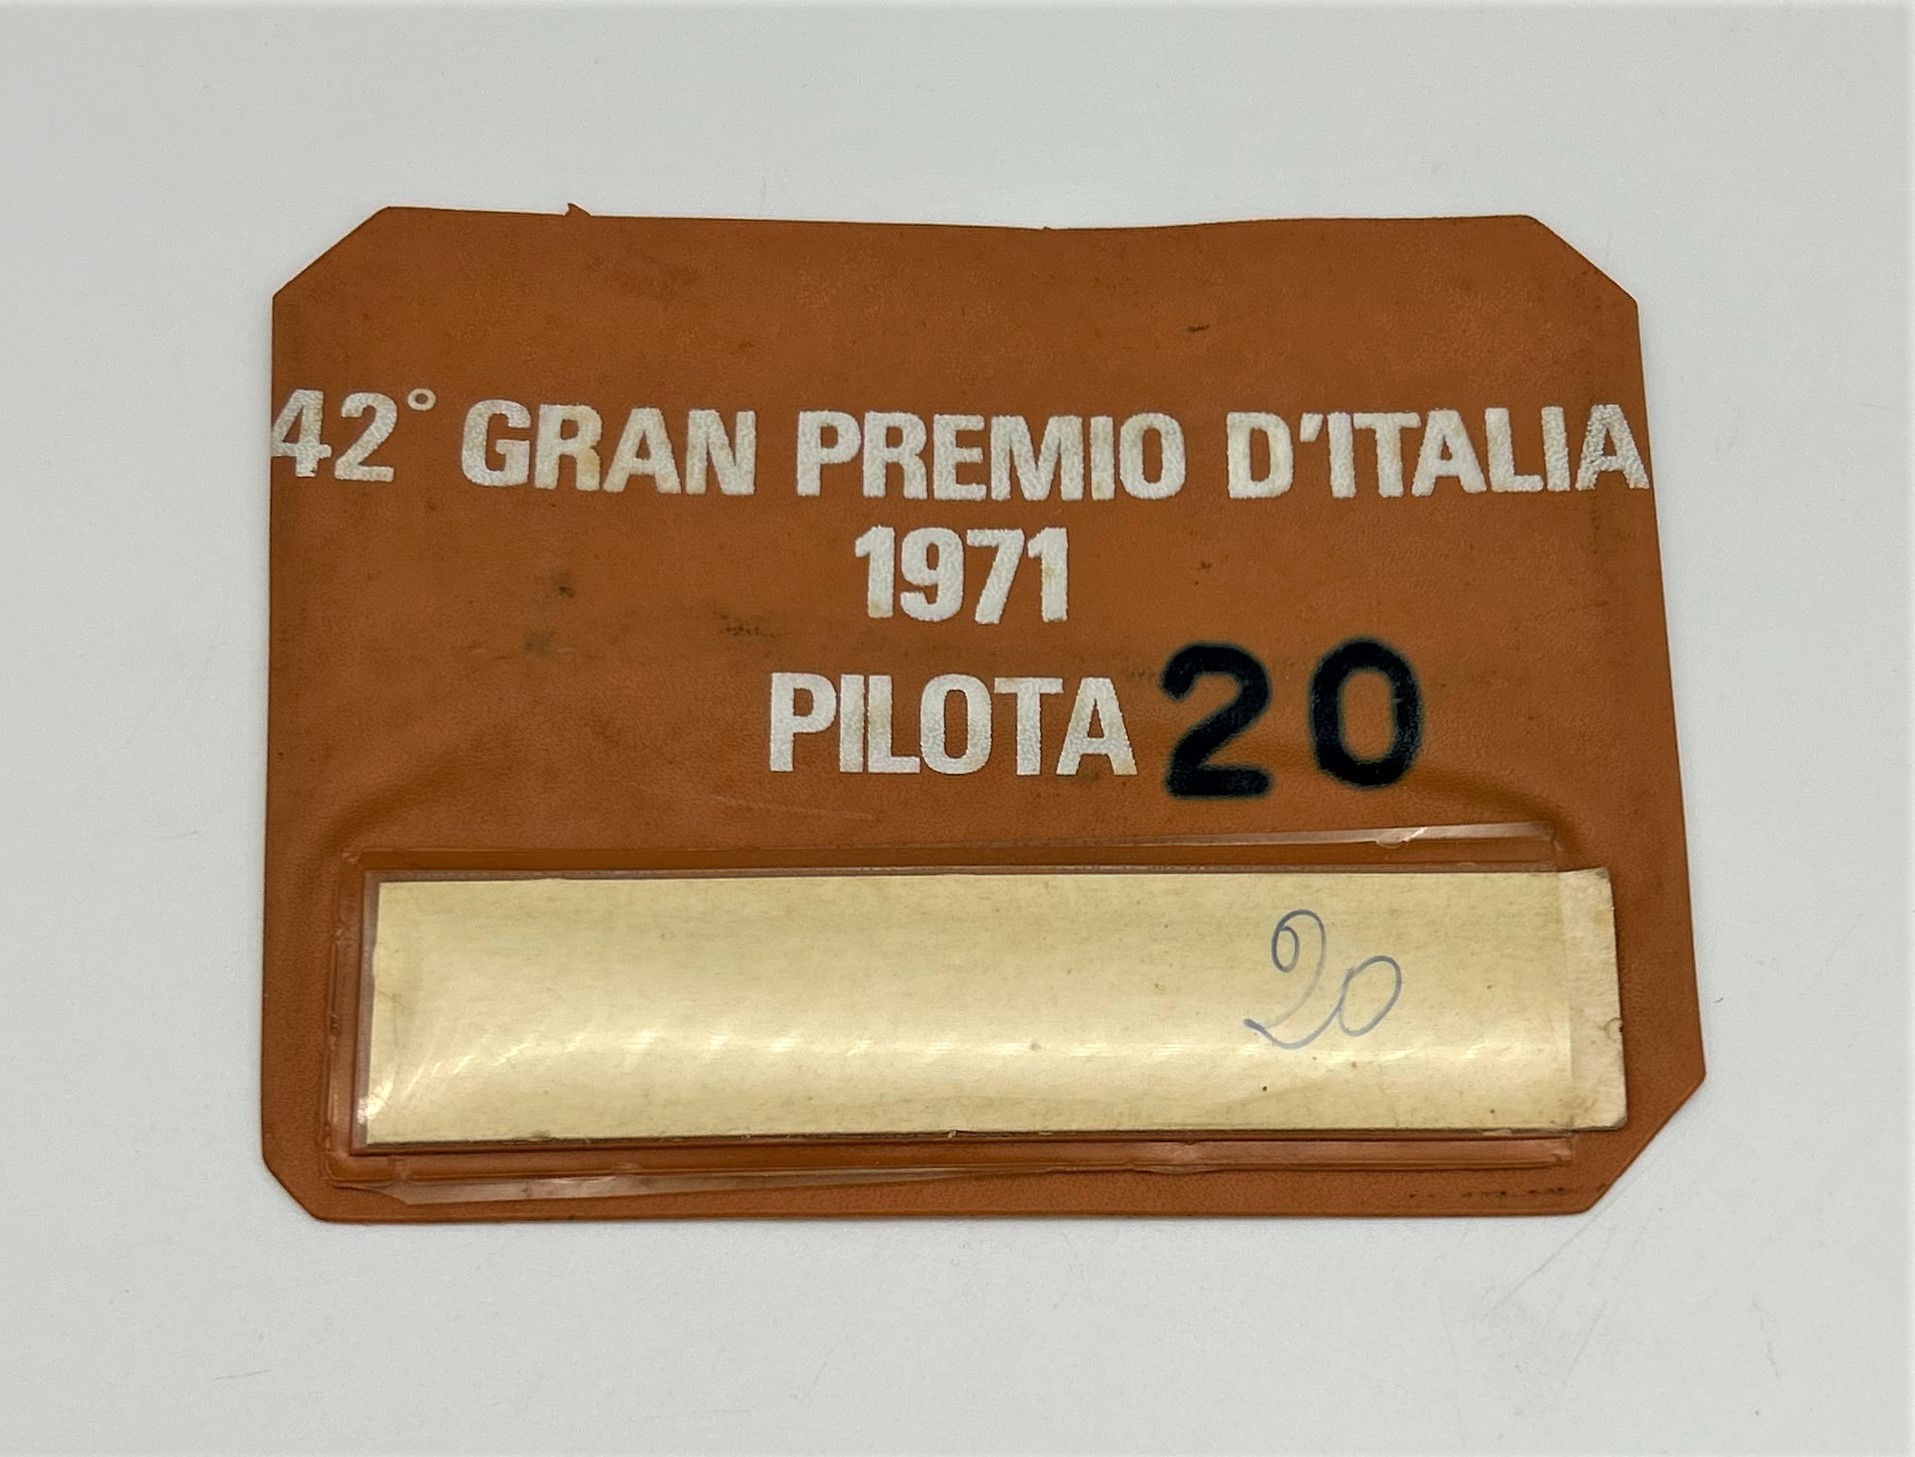 42° GRAN PREMIO D'ITALIA
1971
PILOTA 20
20